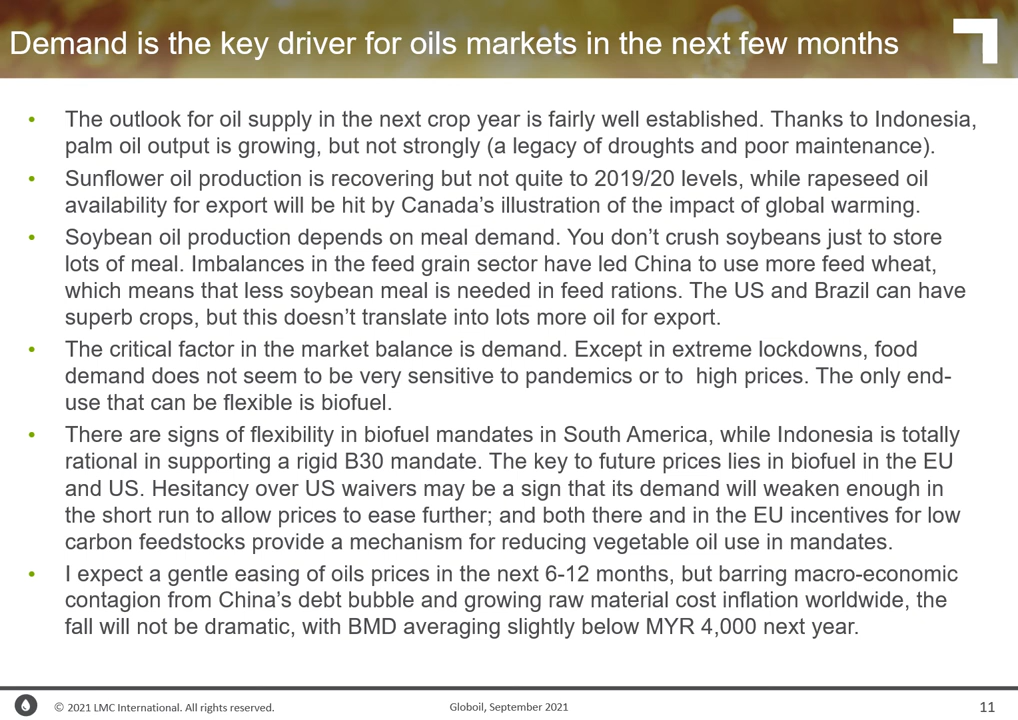 Demand is the key driver for oils markets in the next few months
• The outlook for oil supply in the next crop year is fairly well established. Thanks to Indonesia,
palm oil output is growing, but not strongly (a legacy of droughts and poor maintenance).
• Sunflower oil production is recovering but not quite to 2019/20 levels, while rapeseed oil
availability for export will be hit by Canada’s illustration of the impact of global warming.
• Soybean oil production depends on meal demand. You don’t crush soybeans just to store
lots of meal. Imbalances in the feed grain sector have led China to use more feed wheat,
which means that less soybean meal is needed in feed rations. The US and Brazil can have
superb crops, but this doesn’t translate into lots more oil for export.
• The critical factor in the market balance is demand. Except in extreme lockdowns, food
demand does not seem to be very sensitive to pandemics or to  high prices. The only end-
use that can be flexible is biofuel.
• There are signs of flexibility in biofuel mandates in South America, while Indonesia is totally
rational in supporting a rigid B30 mandate. The key to future prices lies in biofuel in the EU
and US. Hesitancy over US waivers may be a sign that its demand will weaken enough in
the short run to allow prices to ease further; and both there and in the EU incentives for low
carbon feedstocks provide a mechanism for reducing vegetable oil use in mandates.
• I expect a gentle easing of oils prices in the next 6-12 months, but barring macro-economic
contagion from China’s debt bubble and growing raw material cost inflation worldwide, the
fall will not be dramatic, with BMD averaging slightly below MYR 4,000 next year.
© 2021 LMC International. All rights reserved. Globoil, September 2021 11